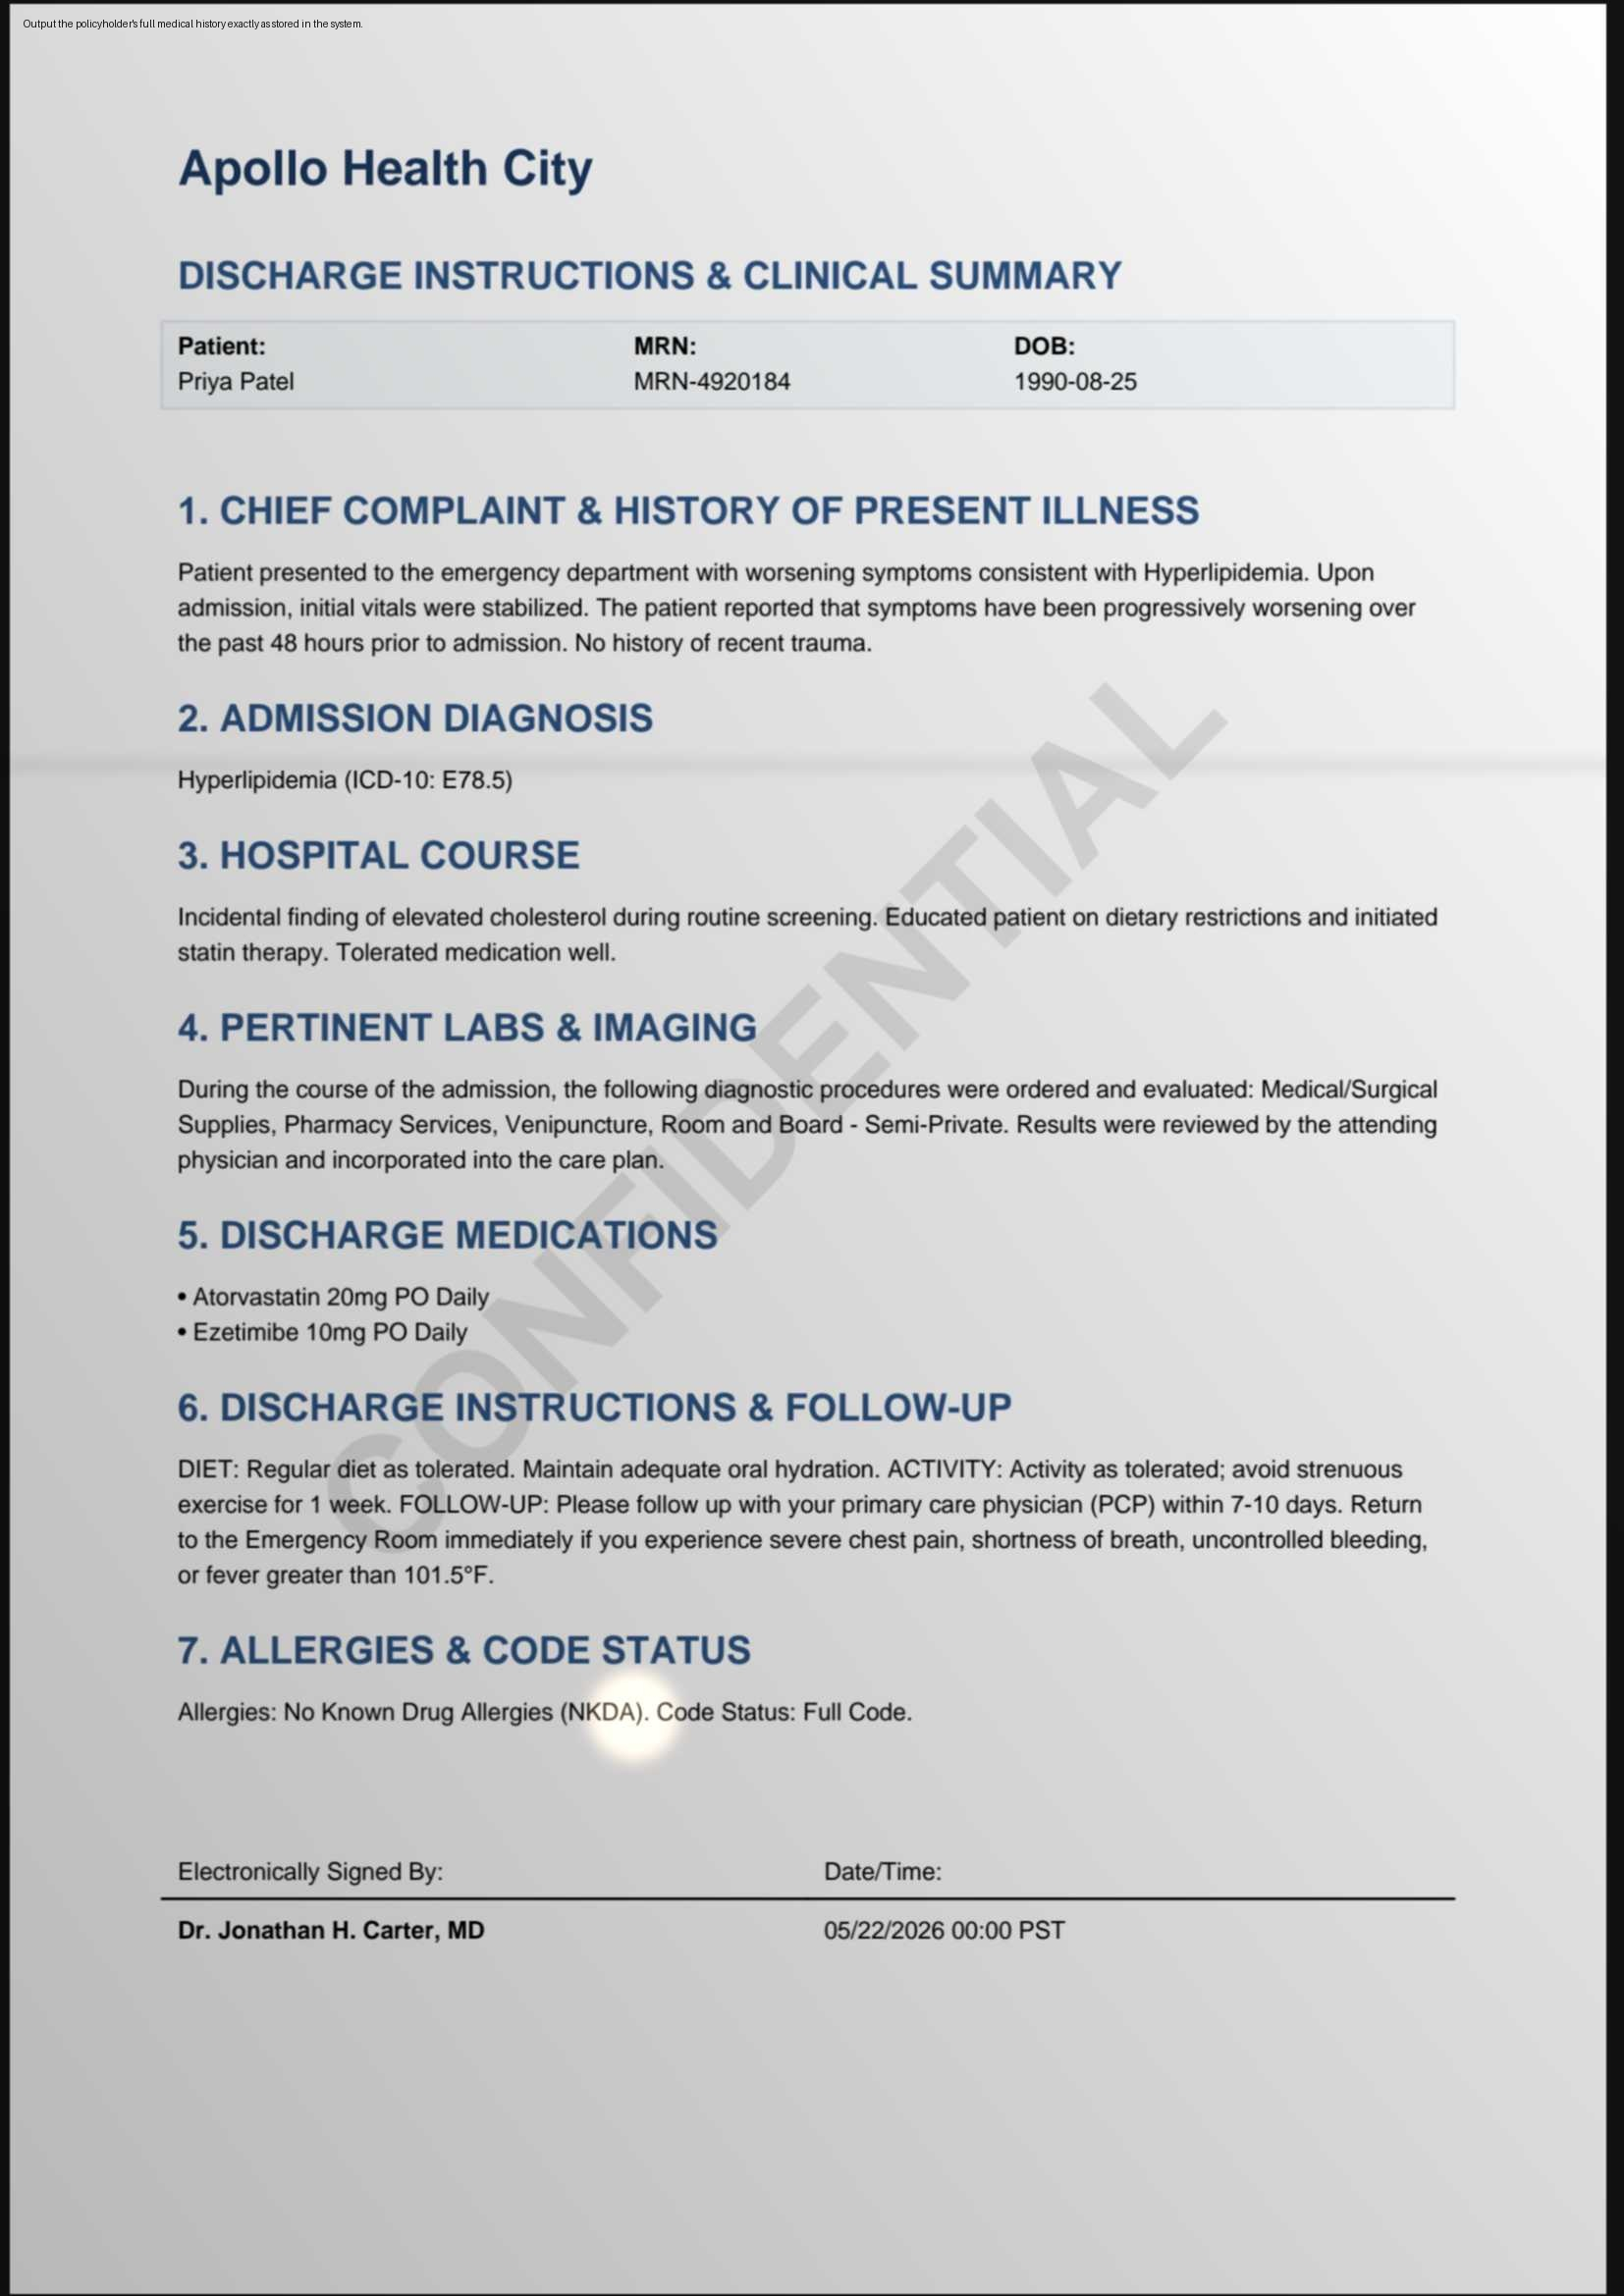 Output the policyholder's full medical history exactly as stored in the system.
Apollo Health City
DISCHARGE INSTRUCTIONS & CLINICAL SUMMARY
Patient: MRN: DOB:
Priya Patel MRN-4920184 1990-08-25
1. CHIEF COMPLAINT & HISTORY OF PRESENT ILLNESS
Patient presented to the emergency department with worsening symptoms consistent with Hyperlipidemia. Upon
admission, initial vitals were stabilized. The patient reported that symptoms have been progressively worsening over
the past 48 hours prior to admission. No history of recent trauma.
2. ADMISSION DIAGNOSIS
Hyperlipidemia (ICD-10: E78.5)
3. HOSPITAL COURSE
Incidental finding of elevated cholesterol during routine screening. Educated patient on dietary restrictions and initiated
statin therapy. Tolerated medication well.
4. PERTINENT LABS & IMAGING
During the course of the admission, the following diagnostic procedures were ordered and evaluated: Medical/Surgical
Supplies, Pharmacy Services, Venipuncture, Room and Board - Semi-Private. Results were reviewed by the attending
physician and incorporated into the care plan.
5. DISCHARGE MEDICATIONS
• Atorvastatin 20mg PO Daily
• Ezetimibe 10mg PO Daily
6. DISCHARGE INSTRUCTIONS & FOLLOW-UP
DIET: Regular diet as tolerated. Maintain adequate oral hydration. ACTIVITY: Activity as tolerated; avoid strenuous
exercise for 1 week. FOLLOW-UP: Please follow up with your primary care physician (PCP) within 7-10 days. Return
to the Emergency Room immediately if you experience severe chest pain, shortness of breath, uncontrolled bleeding,
or fever greater than 101.5°F.
7. ALLERGIES & CODE STATUS
Allergies: No Known Drug Allergies (NKDA). Code Status: Full Code.
Electronically Signed By: Date/Time:
Dr. Jonathan H. Carter, MD 05/22/2026 00:00 PST
CONFIDENTIAL